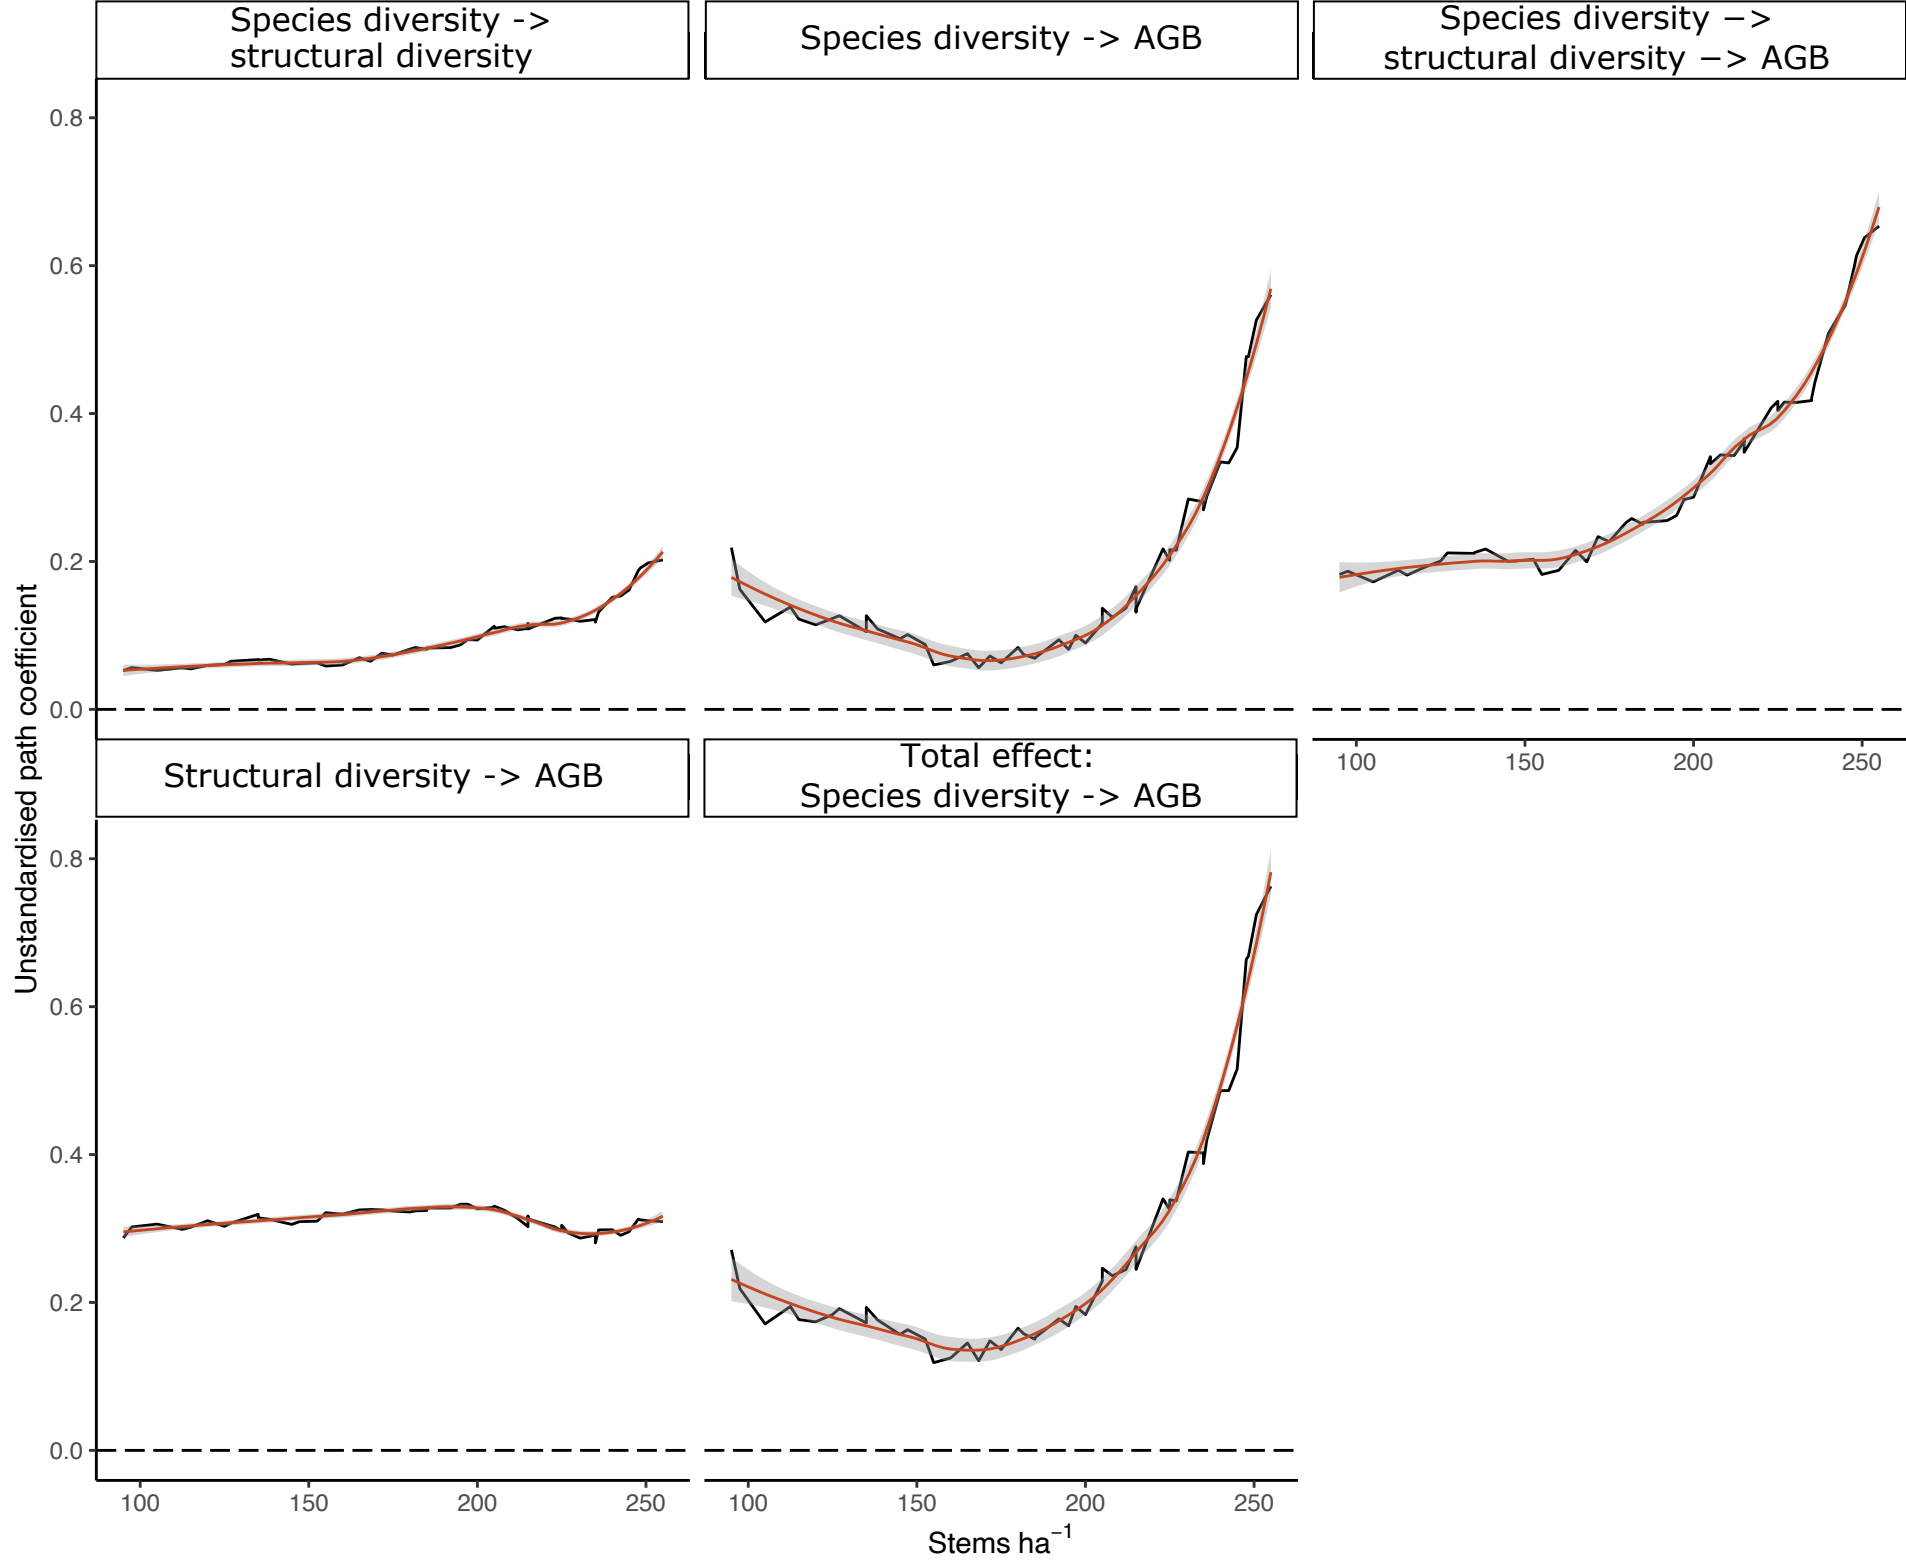 Species diversity ->
structural diversity
Species diversity -> AGB
Species diversity −>
structural diversity −> AGB
0.8
0.6
0.4
0.2
0.0
100
150
200
250
Unstandardised path coefficient
Structural diversity -> AGB
Total effect:
Species diversity -> AGB
0.8
0.6
0.4
0.2
0.0
100
150
200
250
100
150
200
250
Stems ha⁻¹